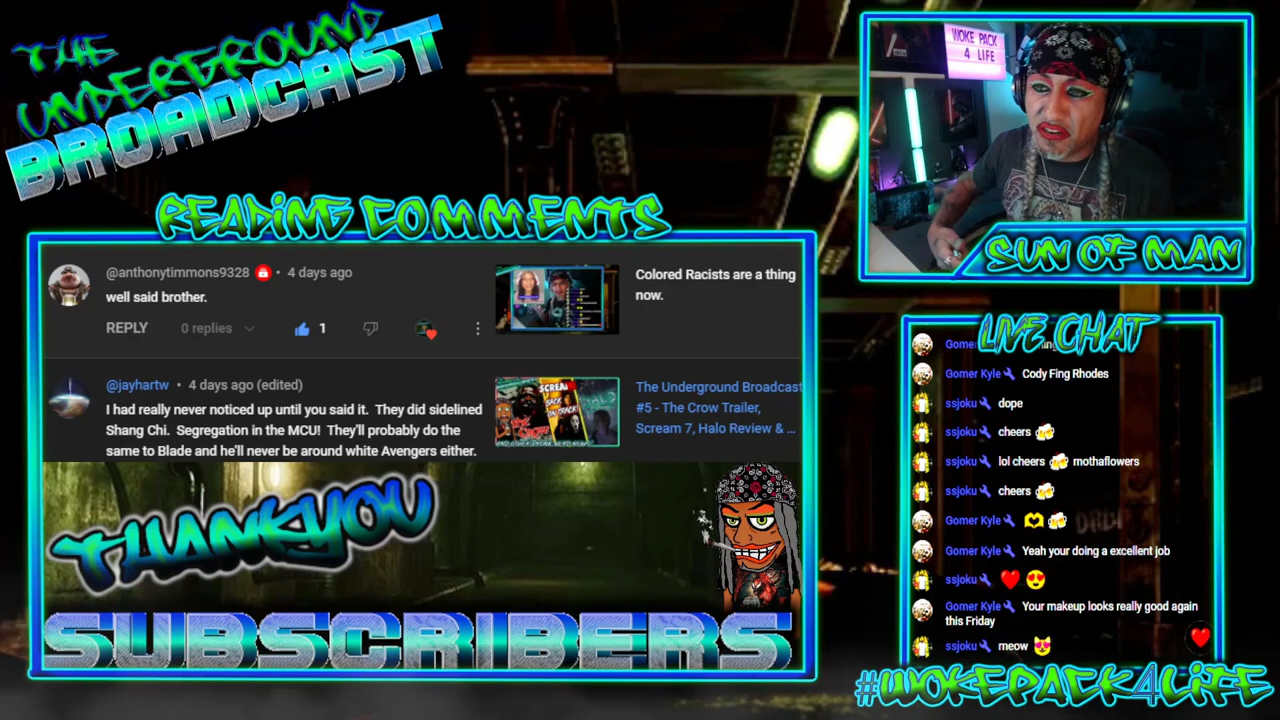 THE
UNDERGROUND
BROADCAST
WOKE PACK
4 LIFE
READING COMMENTS
SUN OF MAN
@anthonytimmons9328 • 4 days ago
well said brother.
REPLY 0 replies 1
Colored Racists are a thing
now.
@jayhartw • 4 days ago (edited)
I had really never noticed up until you said it. They did sidelined
Shang Chi. Segregation in the MCU! They'll probably do the
same to Blade and he'll never be around white Avengers either.
SCREAM
The Underground Broadcast
#5 - The Crow Trailer,
Scream 7, Halo Review & ...
THANKYOU
SUBSCRIBERS
LIVE CHAT
Gomer
Gomer Kyle Cody Fing Rhodes
ssjoku dope
ssjoku cheers 🍻
ssjoku lol cheers 🍻 mothaflowers
ssjoku cheers 🍻
Gomer Kyle 🫶 🍻
Gomer Kyle Yeah your doing a excellent job
ssjoku ❤️ 😍
Gomer Kyle Your makeup looks really good again
this Friday
ssjoku meow 😻
#WOKEPACK4LIFE